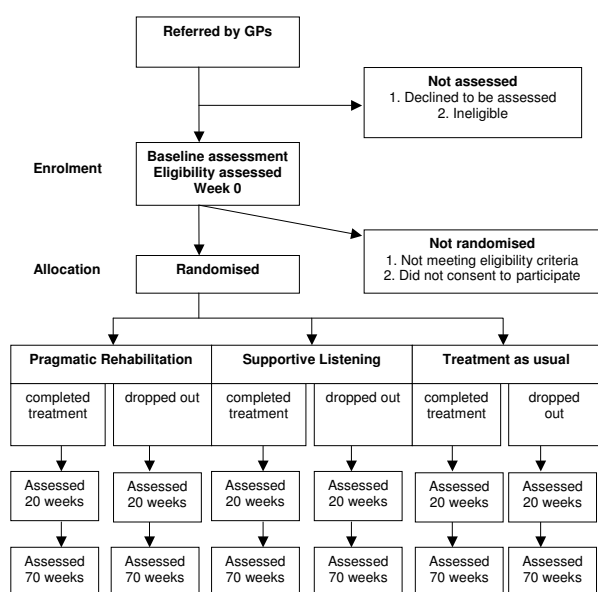 Referred by GPs
Not assessed
1. Declined to be assessed
2. Ineligible
Enrolment
Baseline assessment
Eligibility assessed
Week 0
Not randomised
1. Not meeting eligibility criteria
2. Did not consent to participate
Allocation
Randomised
Pragmatic Rehabilitation
Supportive Listening
Treatment as usual
completed
treatment
dropped out
completed
treatment
dropped out
completed
treatment
dropped
out
Assessed
20 weeks
Assessed
20 weeks
Assessed
20 weeks
Assessed
20 weeks
Assessed
20 weeks
Assessed
20 weeks
Assessed
70 weeks
Assessed
70 weeks
Assessed
70 weeks
Assessed
70 weeks
Assessed
70 weeks
Assessed
70 weeks